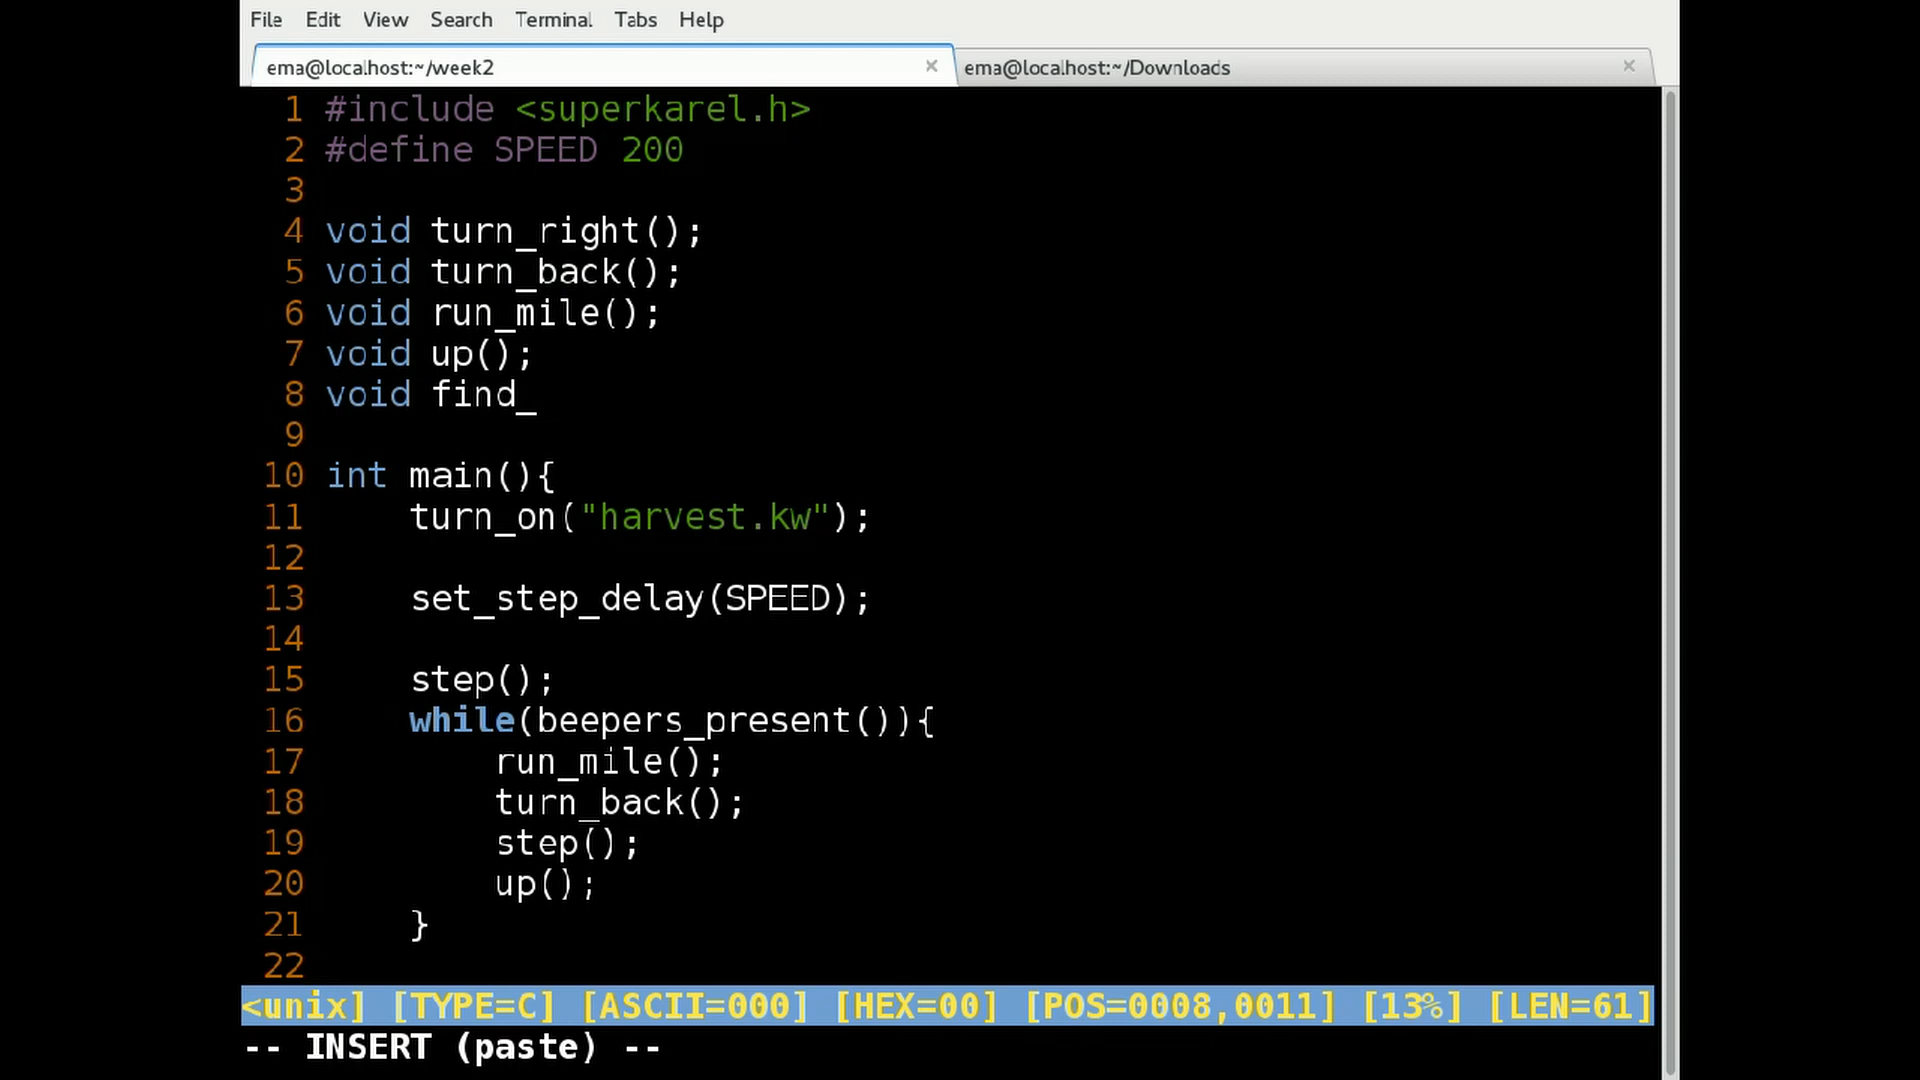 File Edit View Search Terminal Tabs Help
ema@localhost:~/week2 × ema@localhost:~/Downloads ×
1 #include <superkarel.h>
2 #define SPEED 200
3
4 void turn_right();
5 void turn_back();
6 void run_mile();
7 void up();
8 void find_
9
10 int main(){
11     turn_on("harvest.kw");
12
13     set_step_delay(SPEED);
14
15     step();
16     while(beepers_present()){
17         run_mile();
18         turn_back();
19         step();
20         up();
21     }
22
<unix] [TYPE=C] [ASCII=000] [HEX=00] [POS=0008,0011] [13%] [LEN=61]
-- INSERT (paste) --